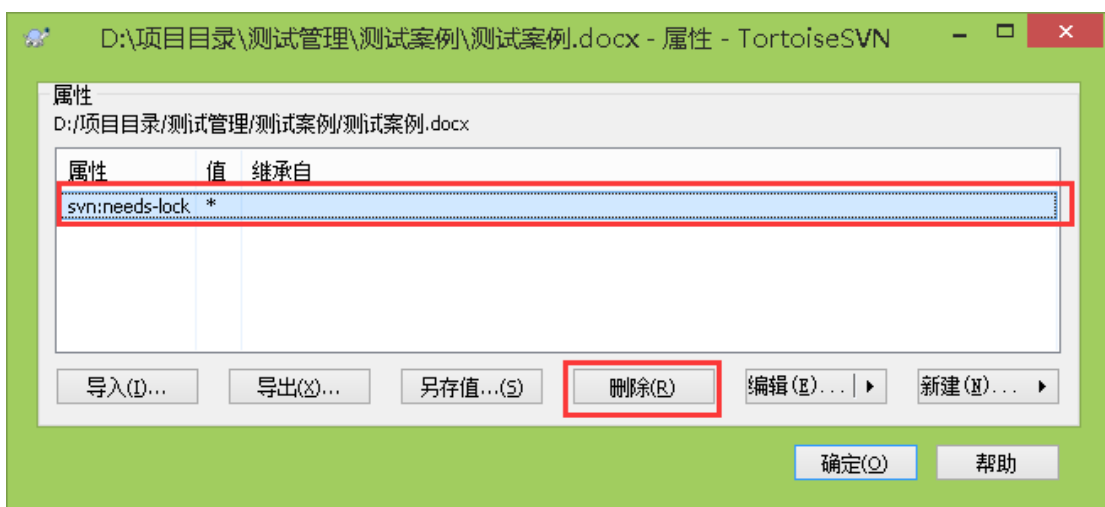 D:\项目目录\测试管理\测试案例\测试案例.docx - 属性 - TortoiseSVN
属性
D:/项目目录/测试管理/测试案例/测试案例.docx
属性 值 继承自
svn:needs-lock *
导入(I)... 导出(X)... 另存值...(S) 删除(R) 编辑(E)... 新建(N)...
确定(O) 帮助